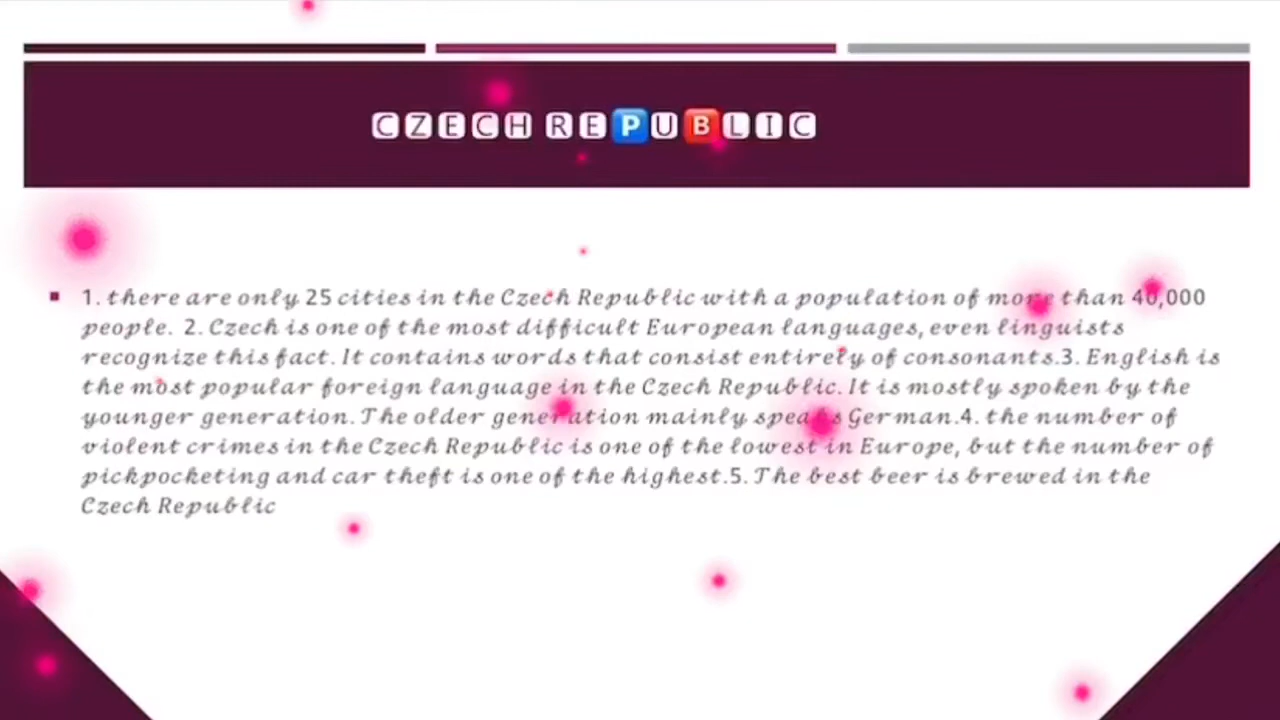 CZECH REPUBLIC
1. there are only 25 cities in the Czech Republic with a population of more than 40,000
people. 2. Czech is one of the most difficult European languages, even linguists
recognize this fact. It contains words that consist entirely of consonants.3. English is
the most popular foreign language in the Czech Republic. It is mostly spoken by the
younger generation. The older generation mainly speaks German.4. the number of
violent crimes in the Czech Republic is one of the lowest in Europe, but the number of
pickpocketing and car theft is one of the highest.5. The best beer is brewed in the
Czech Republic